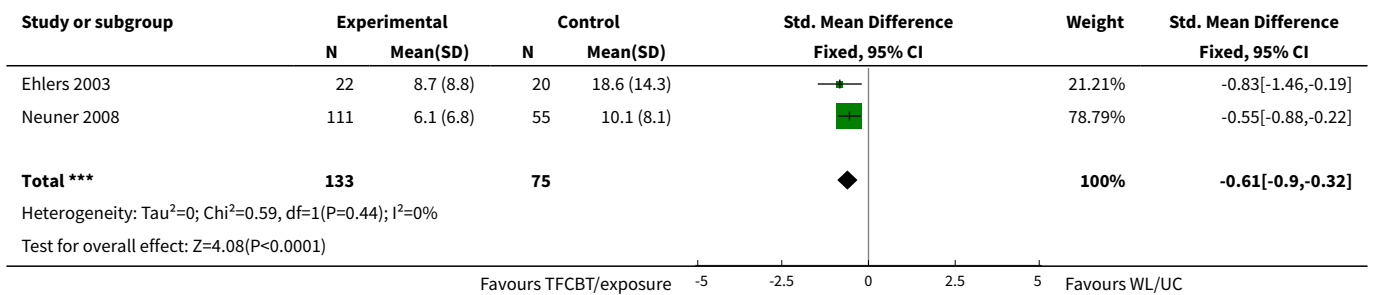 Study or subgroup Experimental Control Std. Mean Difference Weight Std. Mean Difference
N Mean(SD) N Mean(SD) Fixed, 95% CI Fixed, 95% CI
Ehlers 2003 22 8.7 (8.8) 20 18.6 (14.3) 21.21% -0.83[-1.46,-0.19]
Neuner 2008 111 6.1 (6.8) 55 10.1 (8.1) 78.79% -0.55[-0.88,-0.22]
Total *** 133 75 100% -0.61[-0.9,-0.32]
Heterogeneity: Tau²=0; Chi²=0.59, df=1(P=0.44); I²=0%
Test for overall effect: Z=4.08(P<0.0001)
Favours TFCBT/exposure -5 -2.5 0 2.5 5 Favours WL/UC